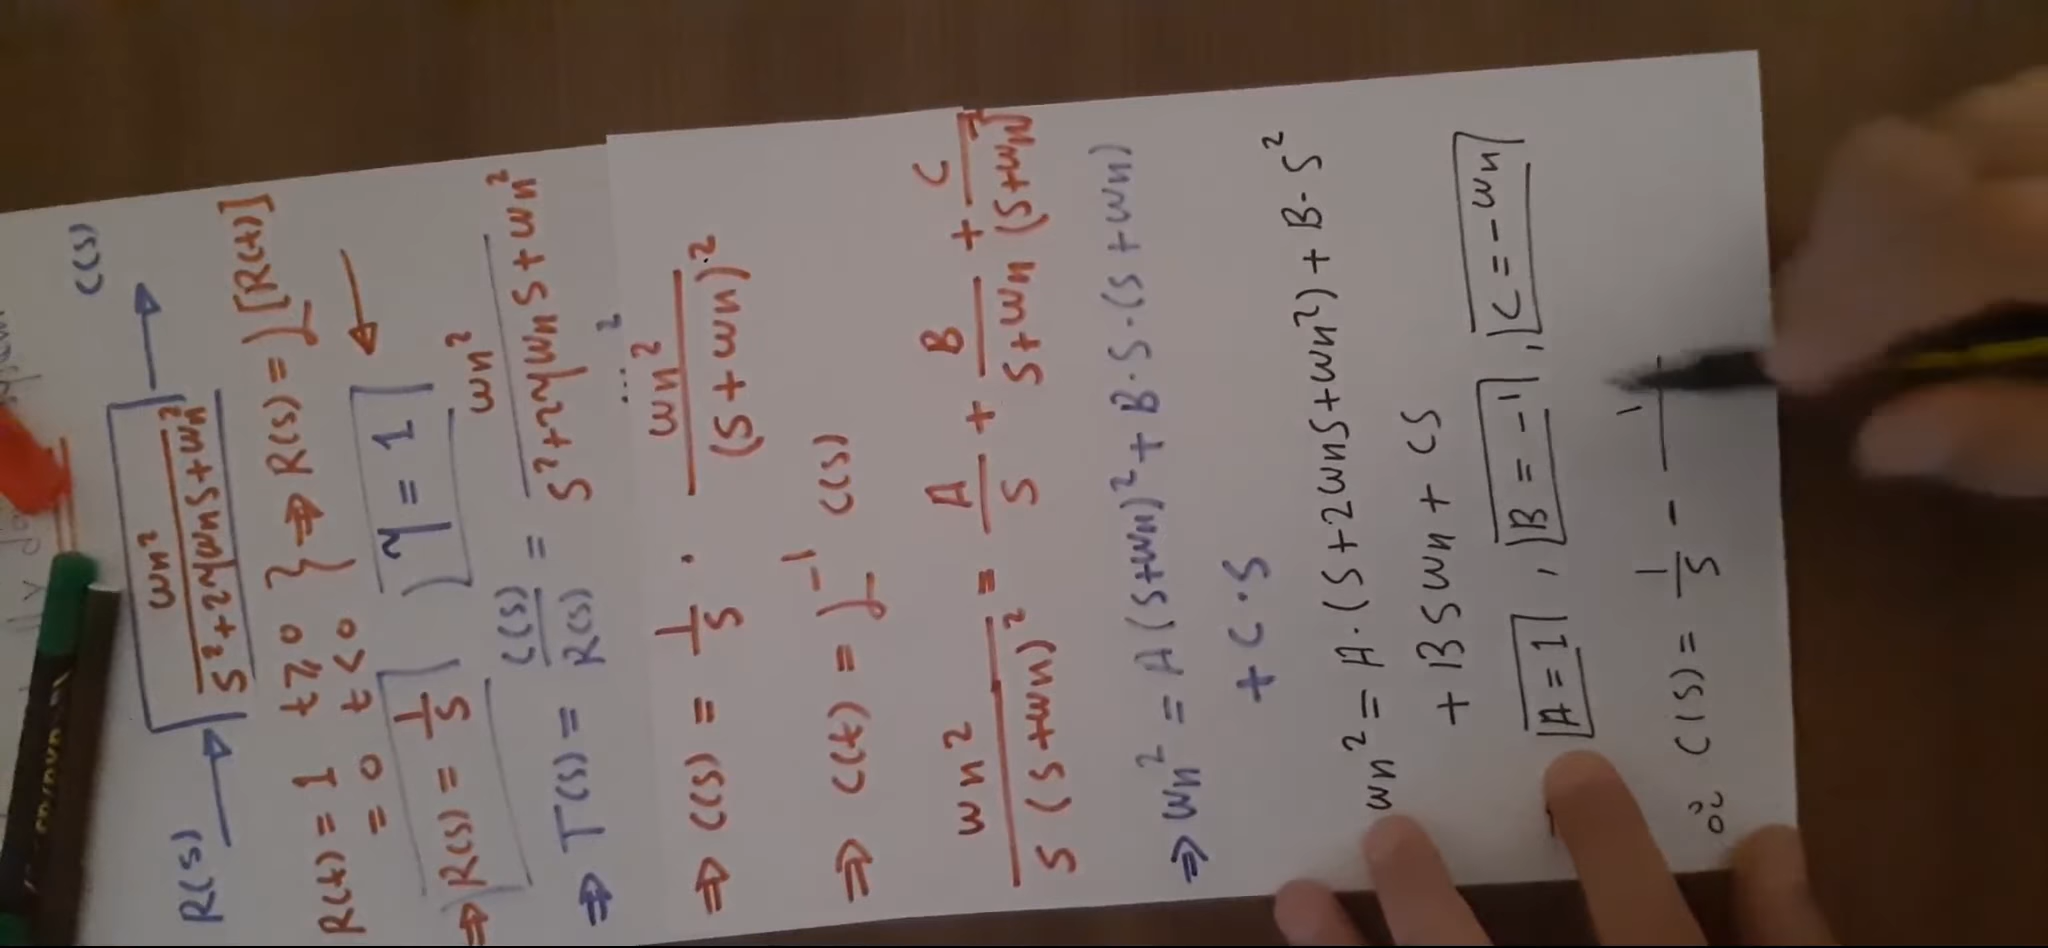 R(s) → ωn² / (s²+2ζωns+ωn²) → C(s)
R(t) = 1 t ≥ 0
= 0 t < 0 } ⇒ R(s) = L[R(t)]
⇒ R(s) = 1/s , ζ = 1 ←
⇒ T(s) = C(s)/R(s) = ωn² / (s²+2ζωns+ωn²)
⇒ C(s) = 1/s · ωn² / (s+ωn)²
⇒ C(t) = L⁻¹ C(s)
ωn² / (s(s+ωn)²) = A/s + B/(s+ωn) + C/(s+ωn)²
⇒ ωn² = A(s+ωn)² + B·s·(s+ωn)
+ C·s
ωn² = A·(s+2ωns+ωn²) + B·s²
+ Bsωn + Cs
A = 1 , B = -1 , C = -ωn
∴ C(s) = 1/s - 1/